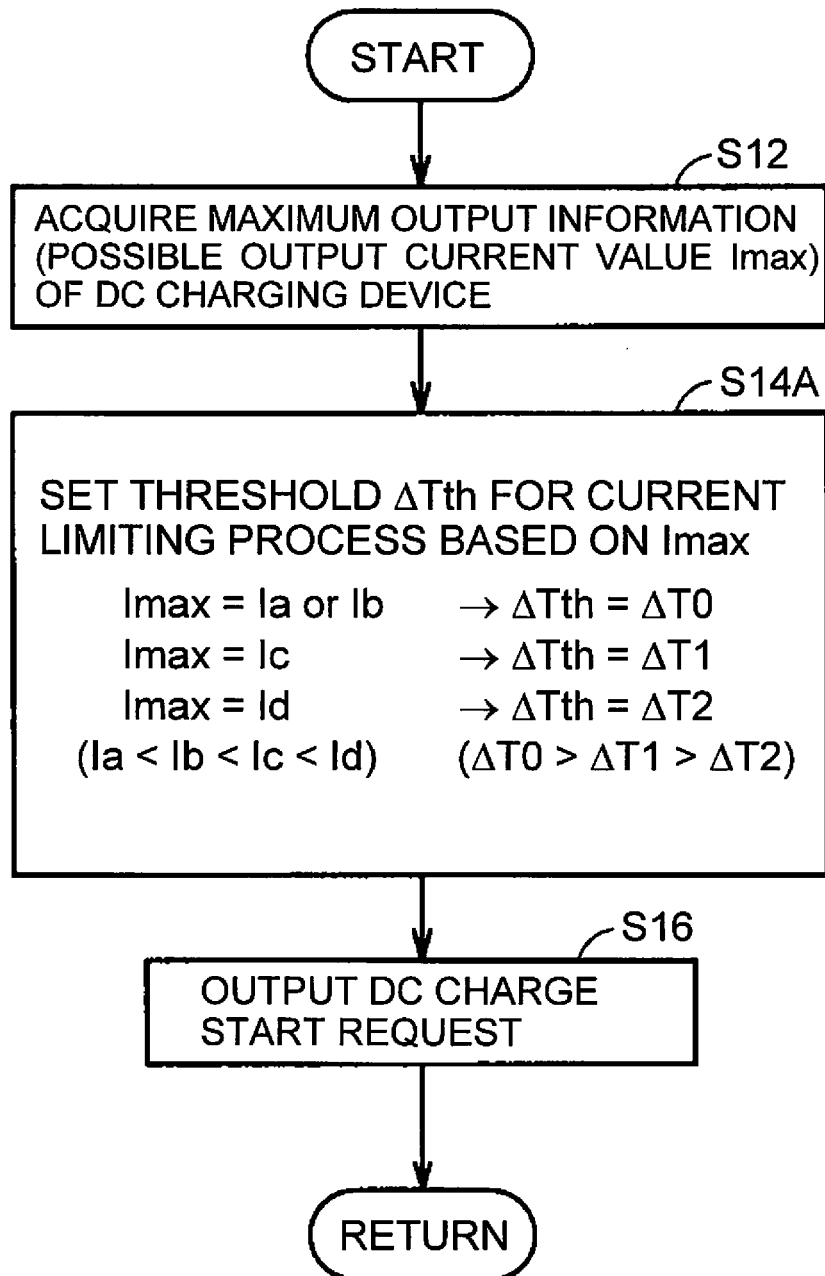 START
S12
ACQUIRE MAXIMUM OUTPUT INFORMATION
(POSSIBLE OUTPUT CURRENT VALUE Imax)
OF DC CHARGING DEVICE
S14A
SET THRESHOLD ΔTth FOR CURRENT
LIMITING PROCESS BASED ON Imax
Imax = Ia or Ib → ΔTth = ΔT0
Imax = Ic → ΔTth = ΔT1
Imax = Id → ΔTth = ΔT2
(Ia < Ib < Ic < Id) (ΔT0 > ΔT1 > ΔT2)
S16
OUTPUT DC CHARGE
START REQUEST
RETURN